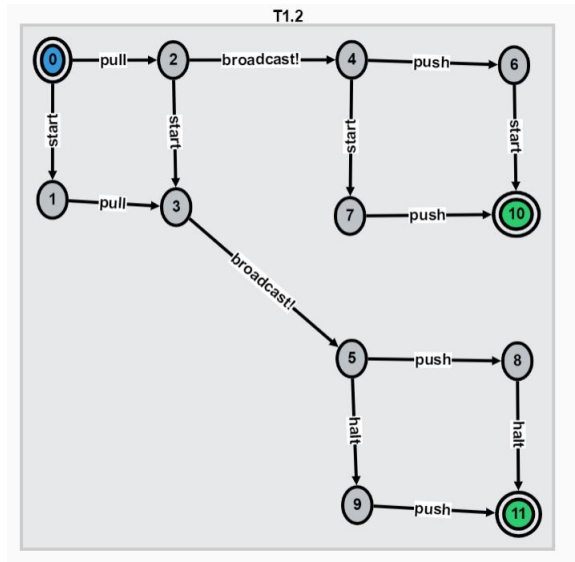 T1.2
0 pull 2 broadcast! 4 push 6
start start start start
1 pull 3 7 push 10
broadcast!
5 push 8
halt halt
9 push 11